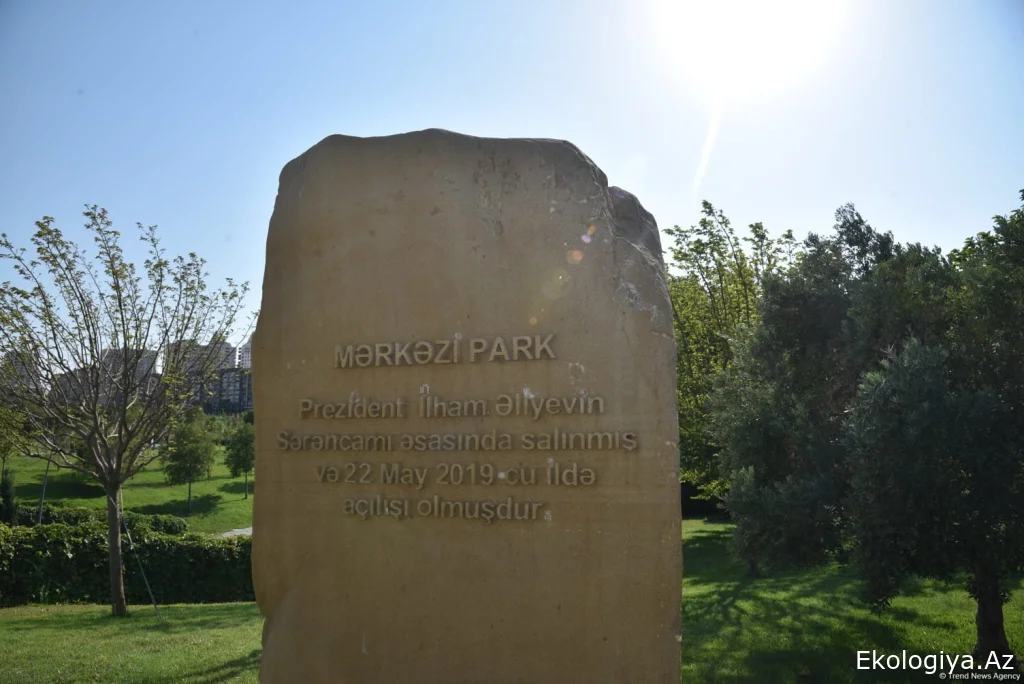 MƏRKƏZİ PARK
Prezident İlham Əliyevin
Sərəncamı əsasında salınmış
və 22 May 2019-cu ildə
açılışı olmuşdur
Ekologiya.Az
© Trend News Agency